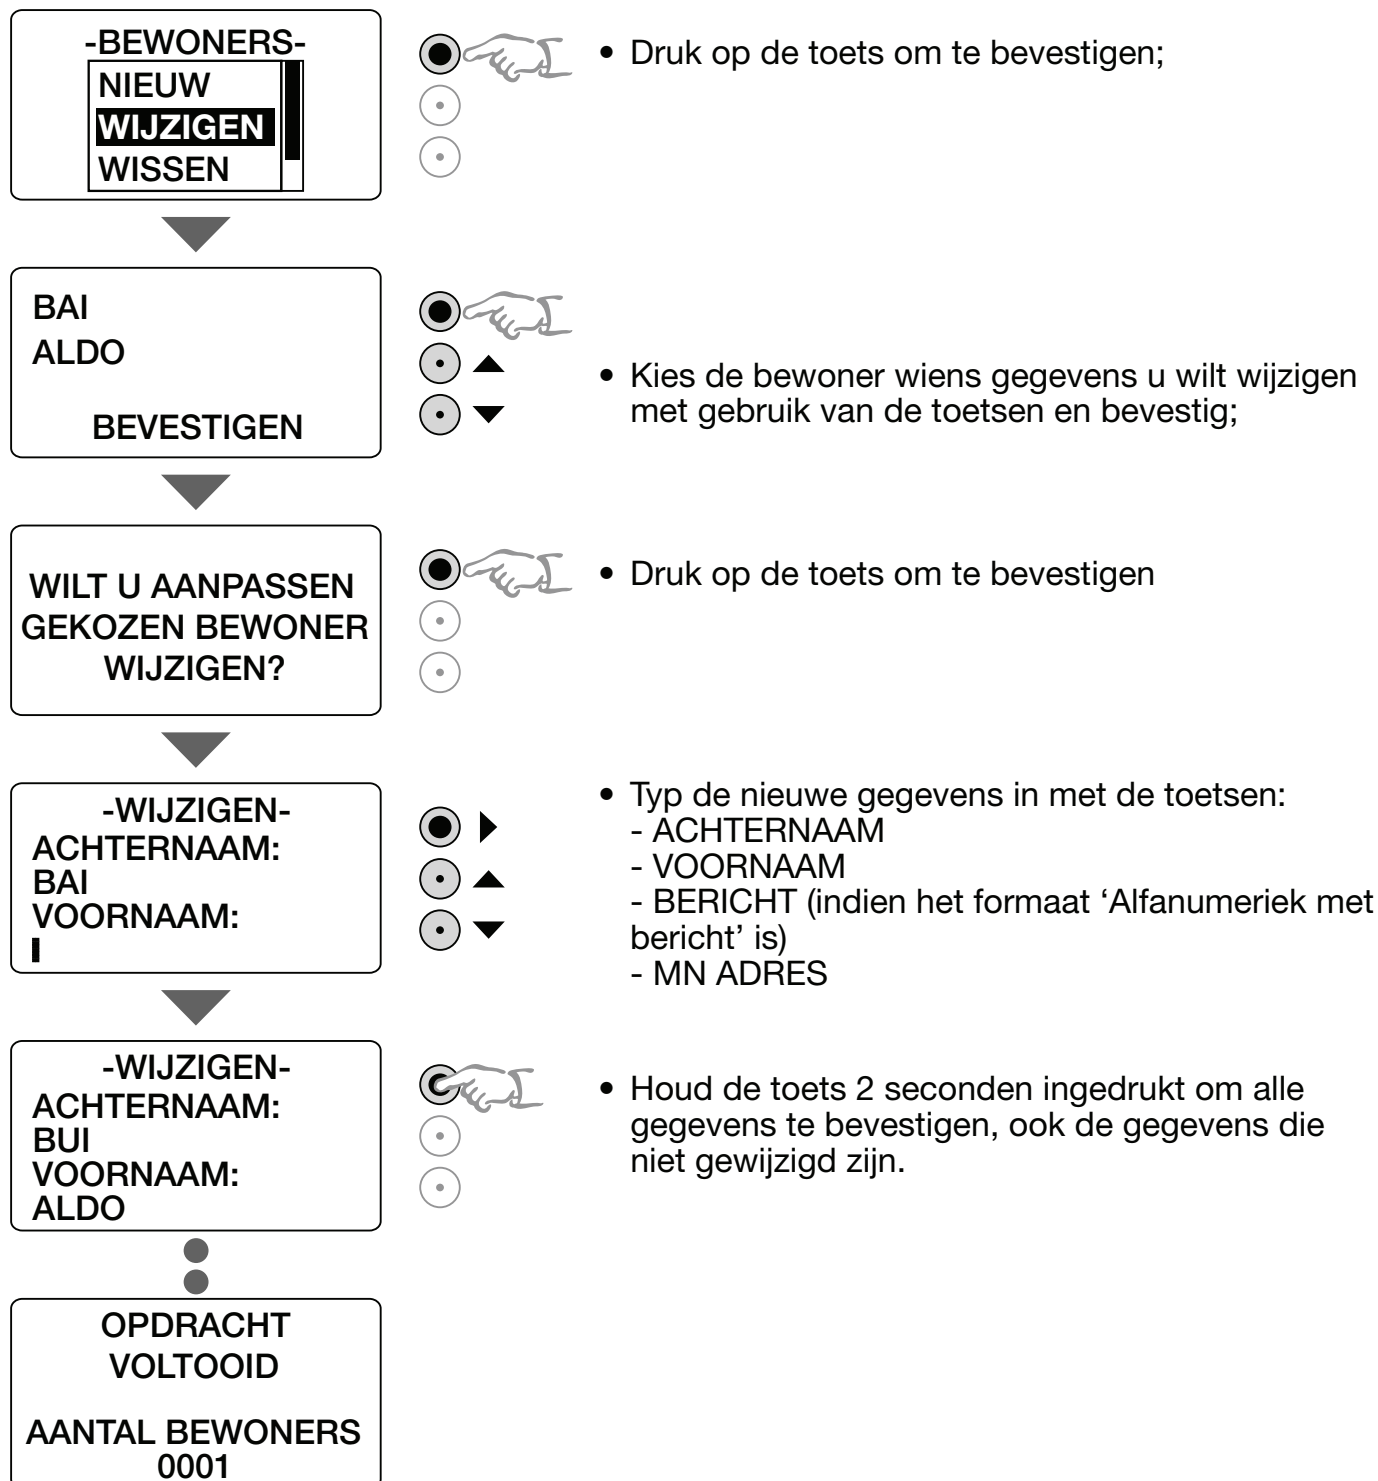 -BEWONERS-
NIEUW
WIJZIGEN
WISSEN
• Druk op de toets om te bevestigen;
BAI
ALDO
BEVESTIGEN
• Kies de bewoner wiens gegevens u wilt wijzigen
met gebruik van de toetsen en bevestig;
WILT U AANPASSEN
GEKOZEN BEWONER
WIJZIGEN?
• Druk op de toets om te bevestigen
-WIJZIGEN-
ACHTERNAAM:
BAI
VOORNAAM:
• Typ de nieuwe gegevens in met de toetsen:
- ACHTERNAAM
- VOORNAAM
- BERICHT (indien het formaat ‘Alfanumeriek met
bericht’ is)
- MN ADRES
-WIJZIGEN-
ACHTERNAAM:
BUI
VOORNAAM:
ALDO
• Houd de toets 2 seconden ingedrukt om alle
gegevens te bevestigen, ook de gegevens die
niet gewijzigd zijn.
OPDRACHT
VOLTOOID
AANTAL BEWONERS
0001